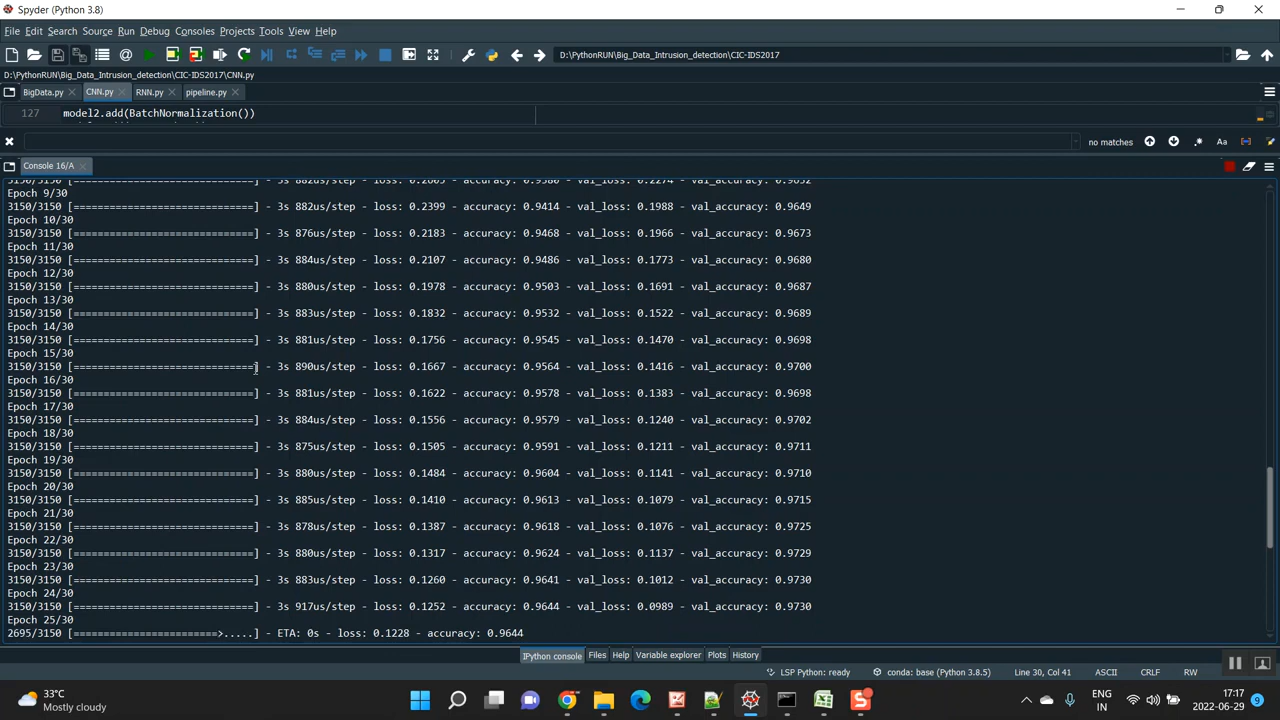 Spyder (Python 3.8)
File Edit Search Source Run Debug Consoles Projects Tools View Help
D:\PythonRUN\Big_Data_Intrusion_detection\CIC-IDS2017
D:\PythonRUN\Big_Data_Intrusion_detection\CIC-IDS2017\CNN.py
BigData.py CNN.py RNN.py pipeline.py
127 model2.add(BatchNormalization())
no matches
Aa
Console 16/A
Epoch 9/30
3150/3150 [==============================] - 3s 882us/step - loss: 0.2399 - accuracy: 0.9414 - val_loss: 0.1988 - val_accuracy: 0.9649
Epoch 10/30
3150/3150 [==============================] - 3s 876us/step - loss: 0.2183 - accuracy: 0.9468 - val_loss: 0.1966 - val_accuracy: 0.9673
Epoch 11/30
3150/3150 [==============================] - 3s 884us/step - loss: 0.2107 - accuracy: 0.9486 - val_loss: 0.1773 - val_accuracy: 0.9680
Epoch 12/30
3150/3150 [==============================] - 3s 880us/step - loss: 0.1978 - accuracy: 0.9503 - val_loss: 0.1691 - val_accuracy: 0.9687
Epoch 13/30
3150/3150 [==============================] - 3s 883us/step - loss: 0.1832 - accuracy: 0.9532 - val_loss: 0.1522 - val_accuracy: 0.9689
Epoch 14/30
3150/3150 [==============================] - 3s 881us/step - loss: 0.1756 - accuracy: 0.9545 - val_loss: 0.1470 - val_accuracy: 0.9698
Epoch 15/30
3150/3150 [==============================] - 3s 890us/step - loss: 0.1667 - accuracy: 0.9564 - val_loss: 0.1416 - val_accuracy: 0.9700
Epoch 16/30
3150/3150 [==============================] - 3s 881us/step - loss: 0.1622 - accuracy: 0.9578 - val_loss: 0.1383 - val_accuracy: 0.9698
Epoch 17/30
3150/3150 [==============================] - 3s 884us/step - loss: 0.1556 - accuracy: 0.9579 - val_loss: 0.1240 - val_accuracy: 0.9702
Epoch 18/30
3150/3150 [==============================] - 3s 875us/step - loss: 0.1505 - accuracy: 0.9591 - val_loss: 0.1211 - val_accuracy: 0.9711
Epoch 19/30
3150/3150 [==============================] - 3s 880us/step - loss: 0.1484 - accuracy: 0.9604 - val_loss: 0.1141 - val_accuracy: 0.9710
Epoch 20/30
3150/3150 [==============================] - 3s 885us/step - loss: 0.1410 - accuracy: 0.9613 - val_loss: 0.1079 - val_accuracy: 0.9715
Epoch 21/30
3150/3150 [==============================] - 3s 878us/step - loss: 0.1387 - accuracy: 0.9618 - val_loss: 0.1076 - val_accuracy: 0.9725
Epoch 22/30
3150/3150 [==============================] - 3s 880us/step - loss: 0.1317 - accuracy: 0.9624 - val_loss: 0.1137 - val_accuracy: 0.9729
Epoch 23/30
3150/3150 [==============================] - 3s 883us/step - loss: 0.1260 - accuracy: 0.9641 - val_loss: 0.1012 - val_accuracy: 0.9730
Epoch 24/30
3150/3150 [==============================] - 3s 917us/step - loss: 0.1252 - accuracy: 0.9644 - val_loss: 0.0989 - val_accuracy: 0.9730
Epoch 25/30
2695/3150 [========================>.....] - ETA: 0s - loss: 0.1228 - accuracy: 0.9644
IPython console Files Help Variable explorer Plots History
LSP Python: ready conda: base (Python 3.8.5) Line 30, Col 41 ASCII CRLF RW
33°C
Mostly cloudy
ENG
IN
17:17
2022-06-29
9